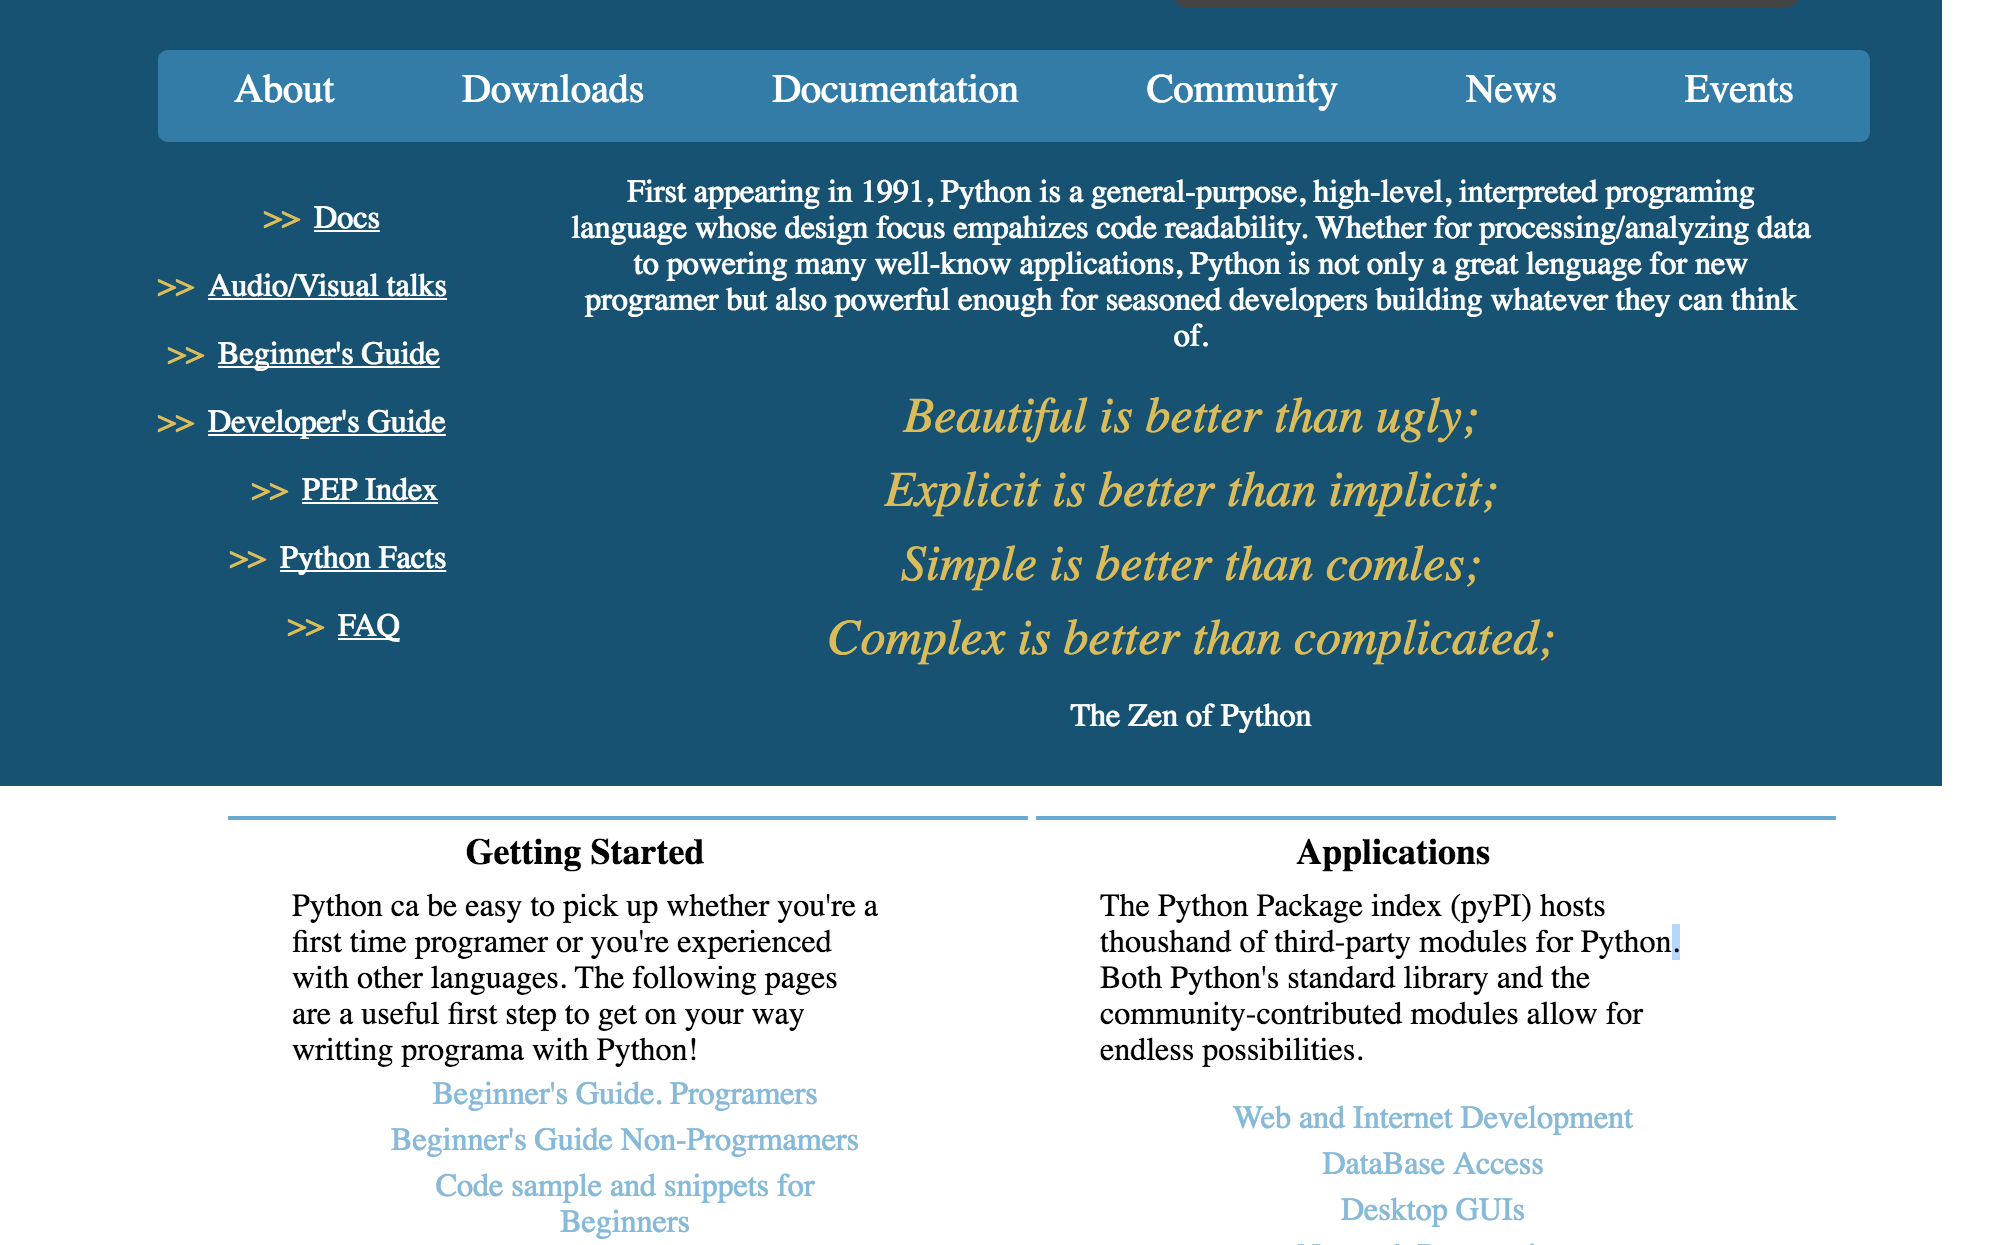 About Downloads Documentation Community News Events
>> Docs
>> Audio/Visual talks
>> Beginner's Guide
>> Developer's Guide
>> PEP Index
>> Python Facts
>> FAQ
First appearing in 1991, Python is a general-purpose, high-level, interpreted programing
language whose design focus empahizes code readability. Whether for processing/analyzing data
to powering many well-know applications, Python is not only a great lenguage for new
programer but also powerful enough for seasoned developers building whatever they can think
of.
Beautiful is better than ugly;
Explicit is better than implicit;
Simple is better than comles;
Complex is better than complicated;
The Zen of Python
Getting Started
Python ca be easy to pick up whether you're a
first time programer or you're experienced
with other languages. The following pages
are a useful first step to get on your way
writting programa with Python!
Beginner's Guide. Programers
Beginner's Guide Non-Progrmamers
Code sample and snippets for
Beginners
Applications
The Python Package index (pyPI) hosts
thoushand of third-party modules for Python.
Both Python's standard library and the
community-contributed modules allow for
endless possibilities.
Web and Internet Development
DataBase Access
Desktop GUIs